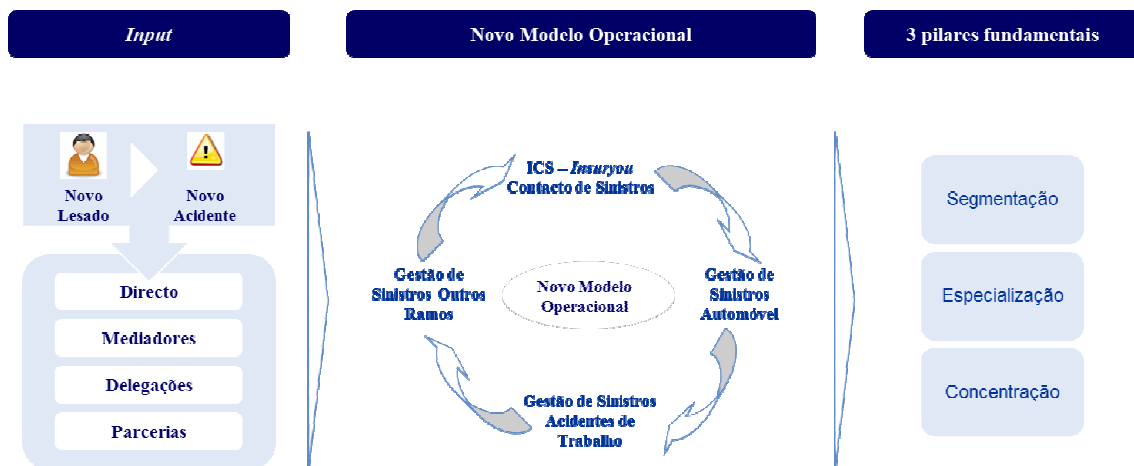 Input
Novo Modelo Operacional
3 pilares fundamentais
Novo
Lesado
Novo
Acidente
Directo
Mediadores
Delegações
Parcerias
ICS – Insuryou
Contacto de Sinistros
Gestão de
Sinistros Outros
Ramos
Novo Modelo
Operacional
Gestão de
Sinistros
Automóvel
Gestão de Sinistros
Acidentes de
Trabalho
Segmentação
Especialização
Concentração